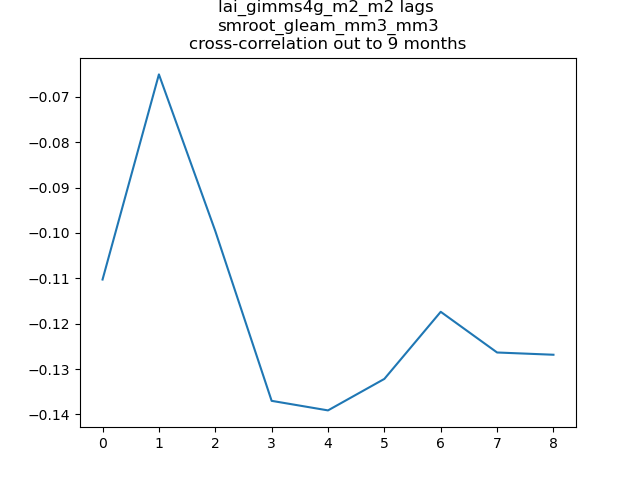 lai_gimms4g_m2_m2 lags
smroot_gleam_mm3_mm3
cross-correlation out to 9 months
−0.07
−0.08
−0.09
−0.10
−0.11
−0.12
−0.13
−0.14
0 1 2 3 4 5 6 7 8